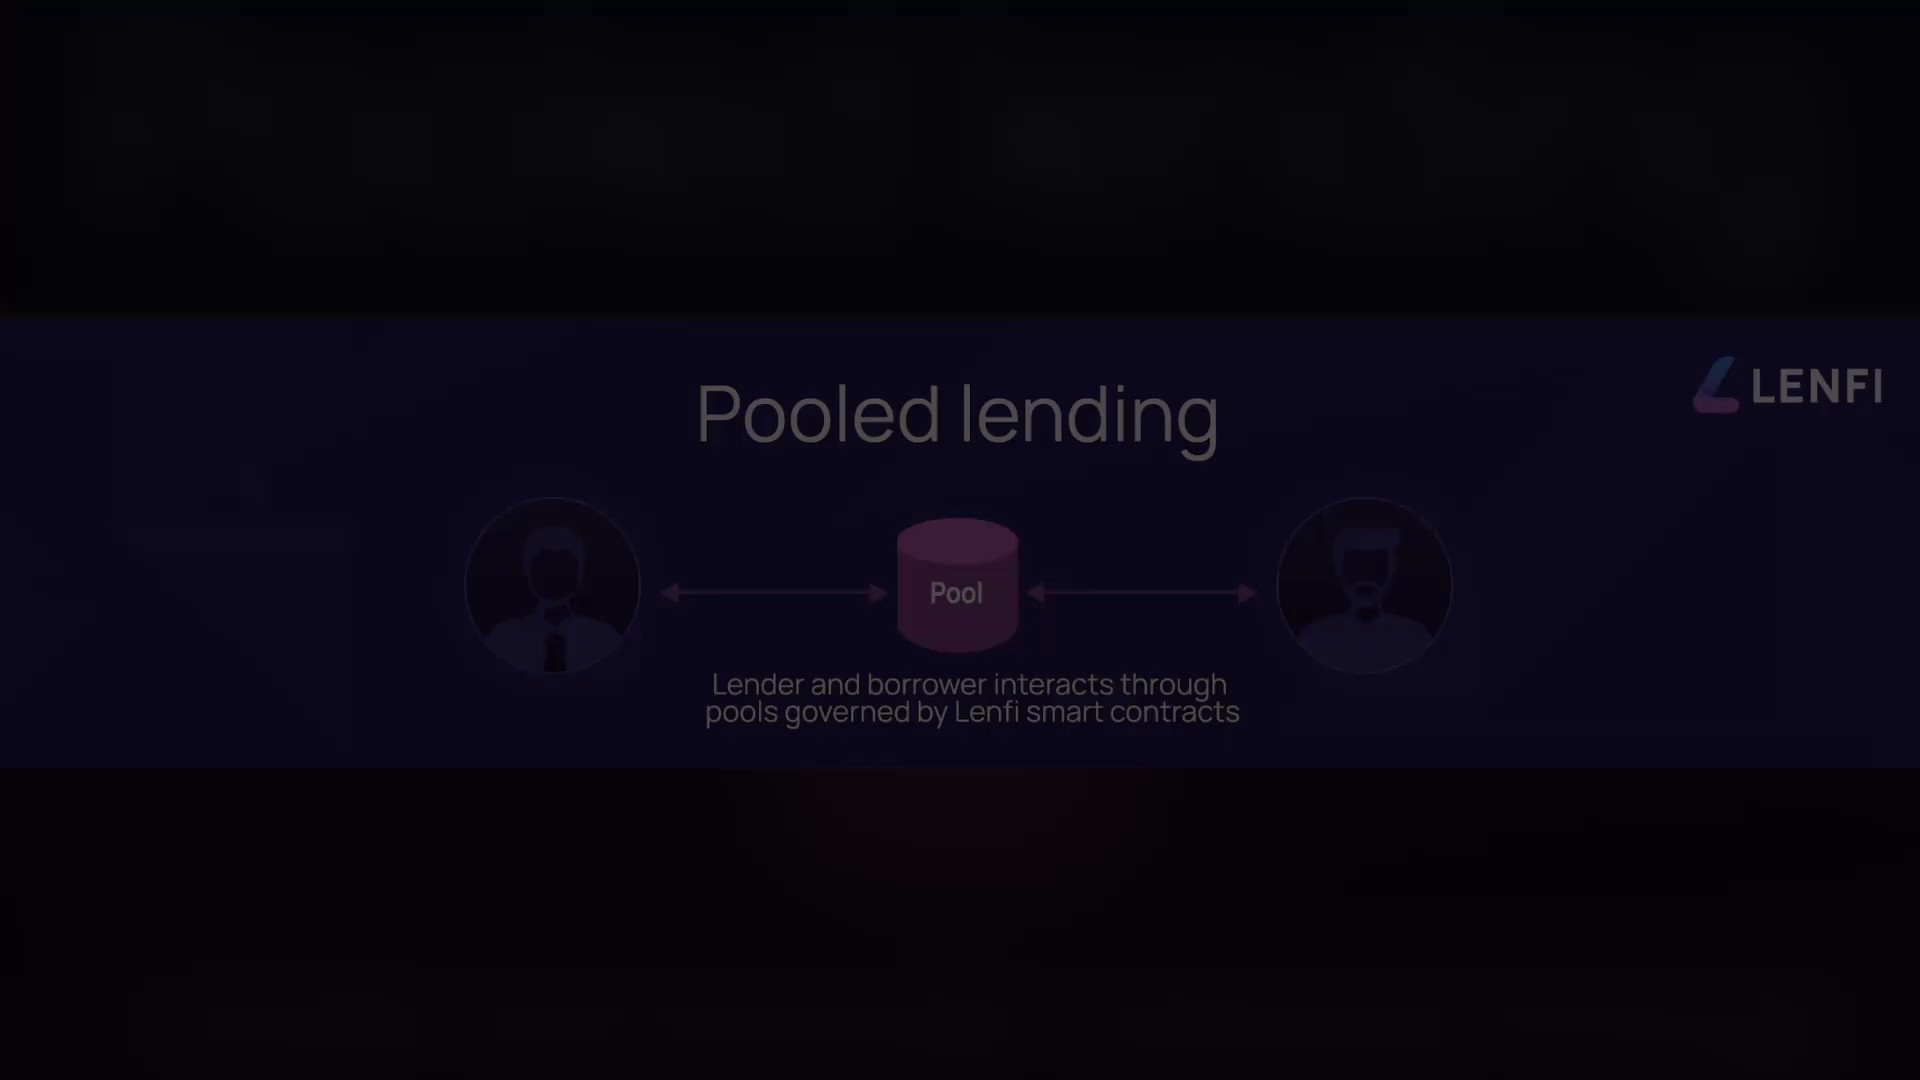 Pooled lending
LENFI
Pool
Lender and borrower interacts through
pools governed by Lenfi smart contracts